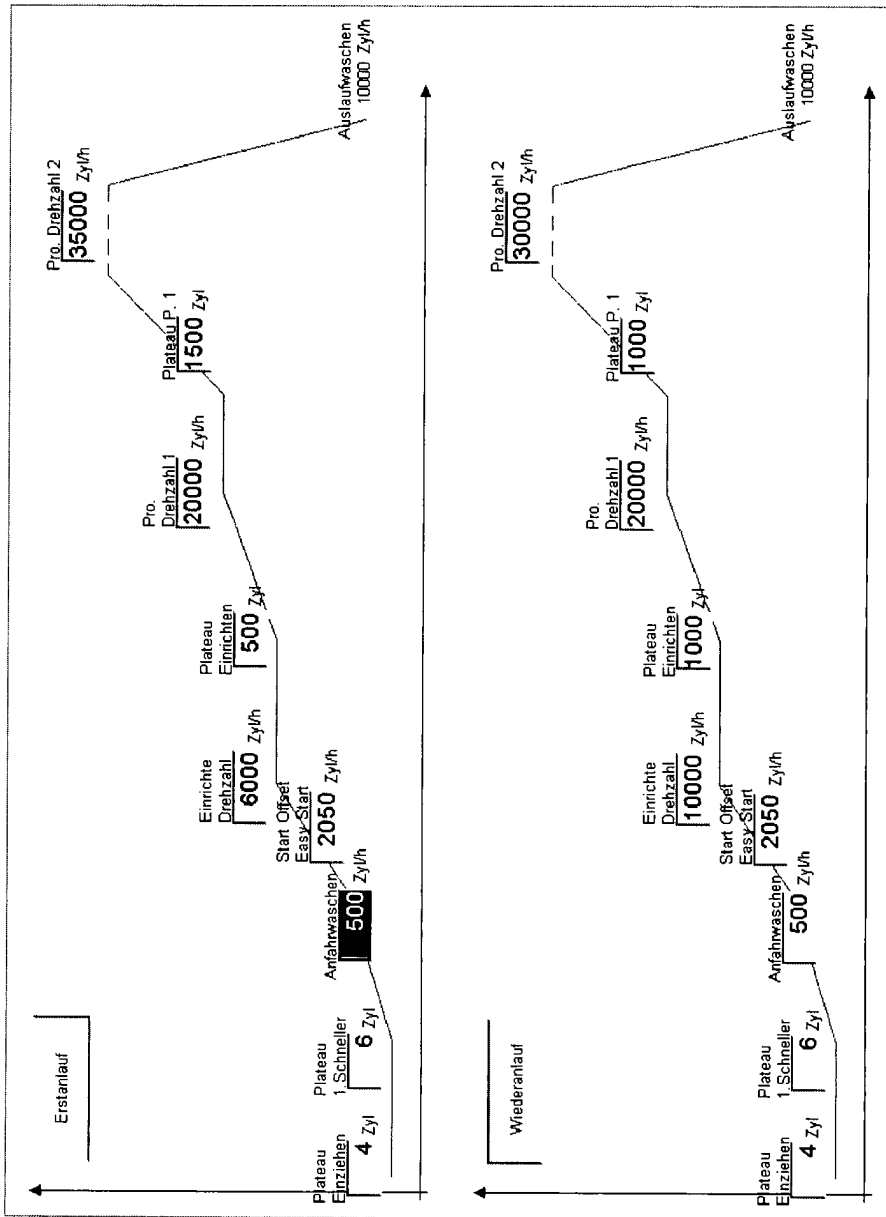 Erstanlauf
Plateau
Einziehen
4 Zyl
Plateau
1. Schneller
6 Zyl
Anfahrwaschen
500 Zyl/h
Start Offset
Easy Start
2050 Zyl/h
Einrichte
Drehzahl
6000 Zyl/h
Plateau
Einrichten
500 Zyl
Pro.
Drehzahl 1
20000 Zyl/h
Plateau P. 1
1500 Zyl
Pro. Drehzahl 2
35000 Zyl/h
Auslaufwaschen
10000 Zyl/h
Wiederanlauf
Plateau
Einziehen
4 Zyl
Plateau
1. Schneller
6 Zyl
Anfahrwaschen
500 Zyl/h
Start Offset
Easy Start
2050 Zyl/h
Einrichte
Drehzahl
10000 Zyl/h
Plateau
Einrichten
1000 Zyl
Pro.
Drehzahl 1
20000 Zyl/h
Plateau P. 1
1000 Zyl
Pro. Drehzahl 2
30000 Zyl/h
Auslaufwaschen
10000 Zyl/h